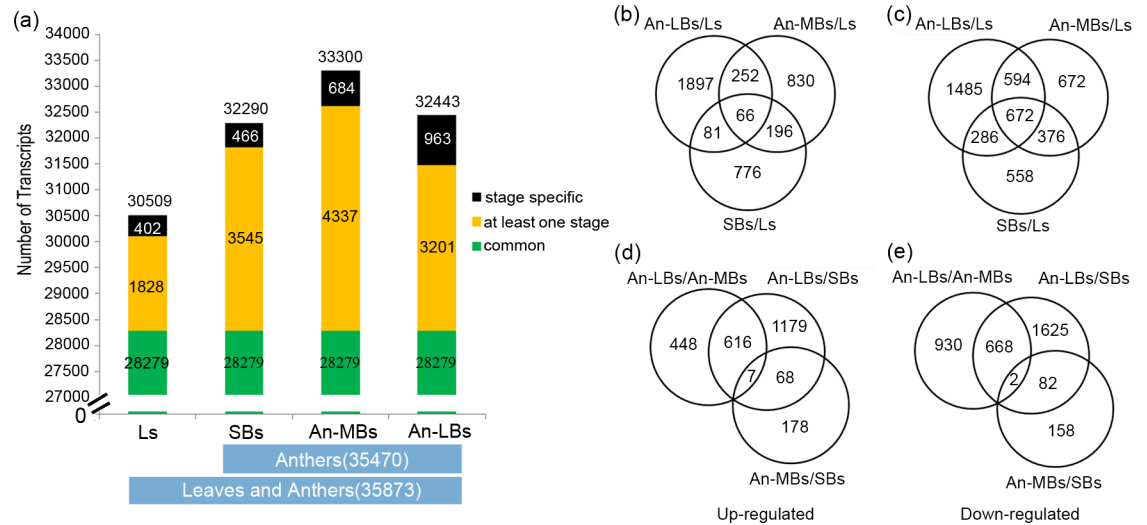 (a)
Number of Transcripts
34000
33500
33000
32500
32000
31500
31000
30500
30000
29500
29000
28500
28000
27500
27000
0
30509
402
1828
28279
32290
466
3545
28279
33300
684
4337
28279
32443
963
3201
28279
stage specific
at least one stage
common
Ls SBs An-MBs An-LBs
Anthers(35470)
Leaves and Anthers(35873)
(b)
An-LBs/Ls An-MBs/Ls
1897 252 830
66
81 196
776
SBs/Ls
(c)
An-LBs/Ls An-MBs/Ls
1485 594 672
672
286 376
558
SBs/Ls
(d)
An-LBs/An-MBs An-LBs/SBs
448 616 1179
7 68
178
An-MBs/SBs
Up-regulated
(e)
An-LBs/An-MBs An-LBs/SBs
930 668 1625
2 82
158
An-MBs/SBs
Down-regulated